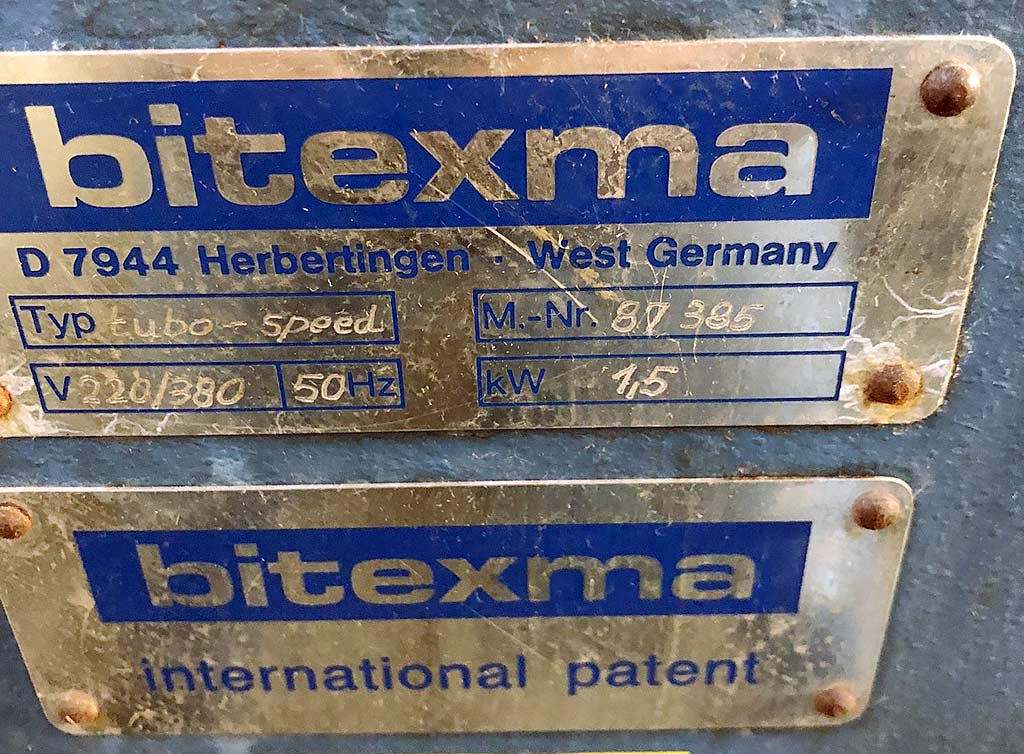 bitexma
D 7944 Herbertingen · West Germany
Typ tubo-speed M.-Nr. 87 385
V 220/380 50Hz kW 1,5
bitexma
international patent